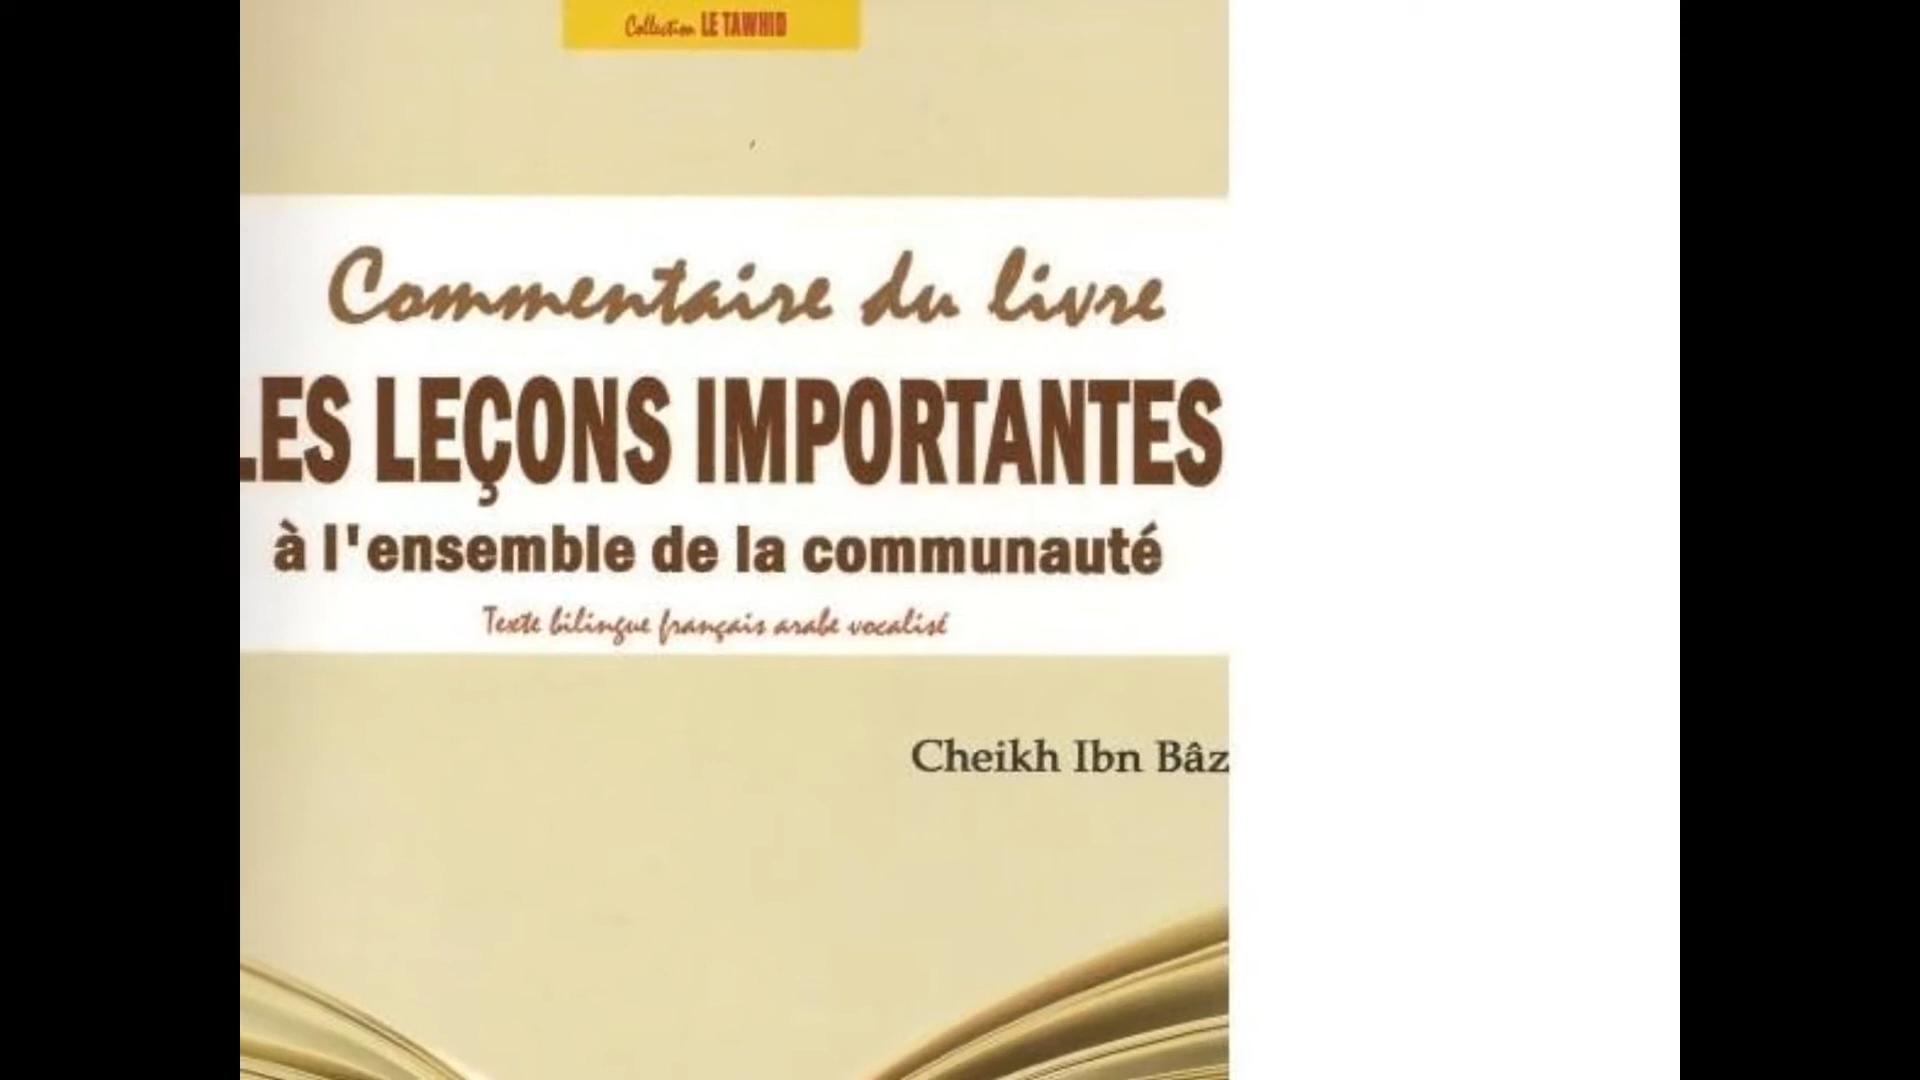 Collection LE TAWHID
Commentaire du livre
LES LEÇONS IMPORTANTES
à l'ensemble de la communauté
Texte bilingue français arabe vocalisé
Cheikh Ibn Bâz